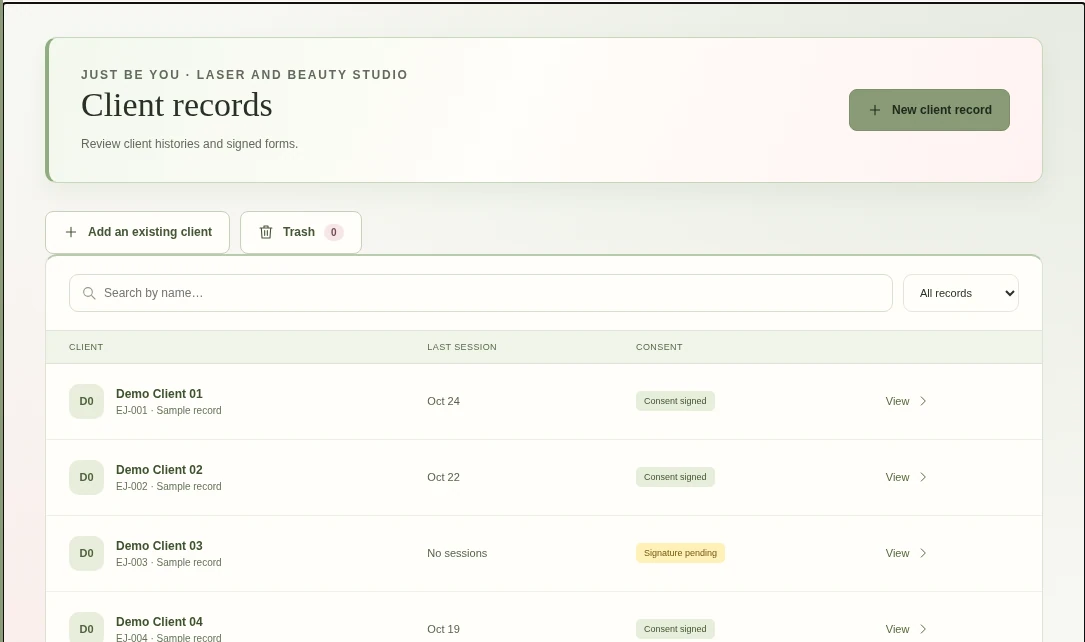 JUST BE YOU · LASER AND BEAUTY STUDIO
Client records
Review client histories and signed forms.
New client record
Add an existing client
Trash 0
Search by name…
All records
CLIENT LAST SESSION CONSENT
D0 Demo Client 01 Oct 24 Consent signed View
EJ-001 · Sample record
D0 Demo Client 02 Oct 22 Consent signed View
EJ-002 · Sample record
D0 Demo Client 03 No sessions Signature pending View
EJ-003 · Sample record
D0 Demo Client 04 Oct 19 Consent signed View
EJ-004 · Sample record